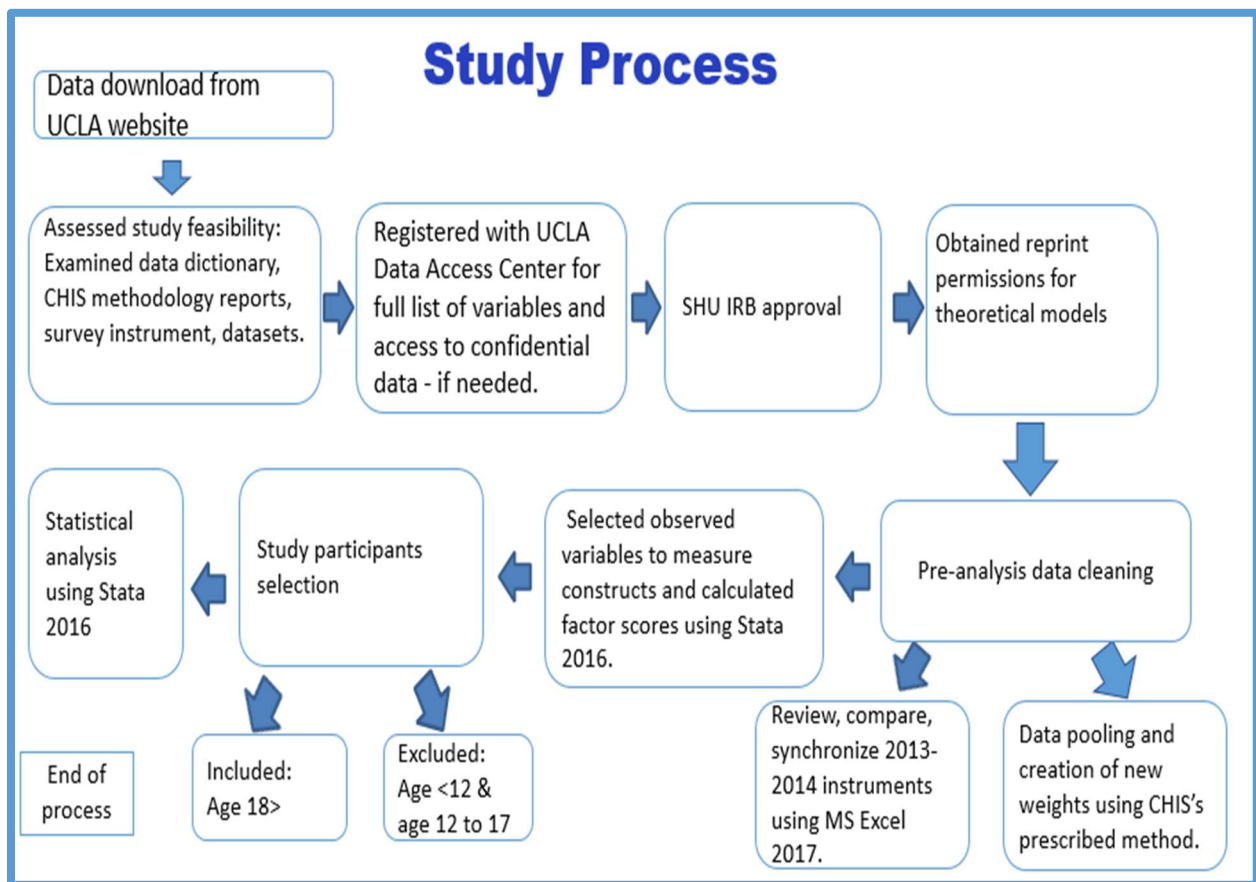 Study Process
Data download from
UCLA website
Assessed study feasibility:
Examined data dictionary,
CHIS methodology reports,
survey instrument, datasets.
Registered with UCLA
Data Access Center for
full list of variables and
access to confidential
data - if needed.
SHU IRB approval
Obtained reprint
permissions for
theoretical models
Pre-analysis data cleaning
Review, compare,
synchronize 2013-
2014 instruments
using MS Excel
2017.
Data pooling and
creation of new
weights using CHIS’s
prescribed method.
Selected observed
variables to measure
constructs and calculated
factor scores using Stata
2016.
Study participants
selection
Included:
Age 18>
Excluded:
Age <12 &
age 12 to 17
Statistical
analysis
using Stata
2016
End of
process